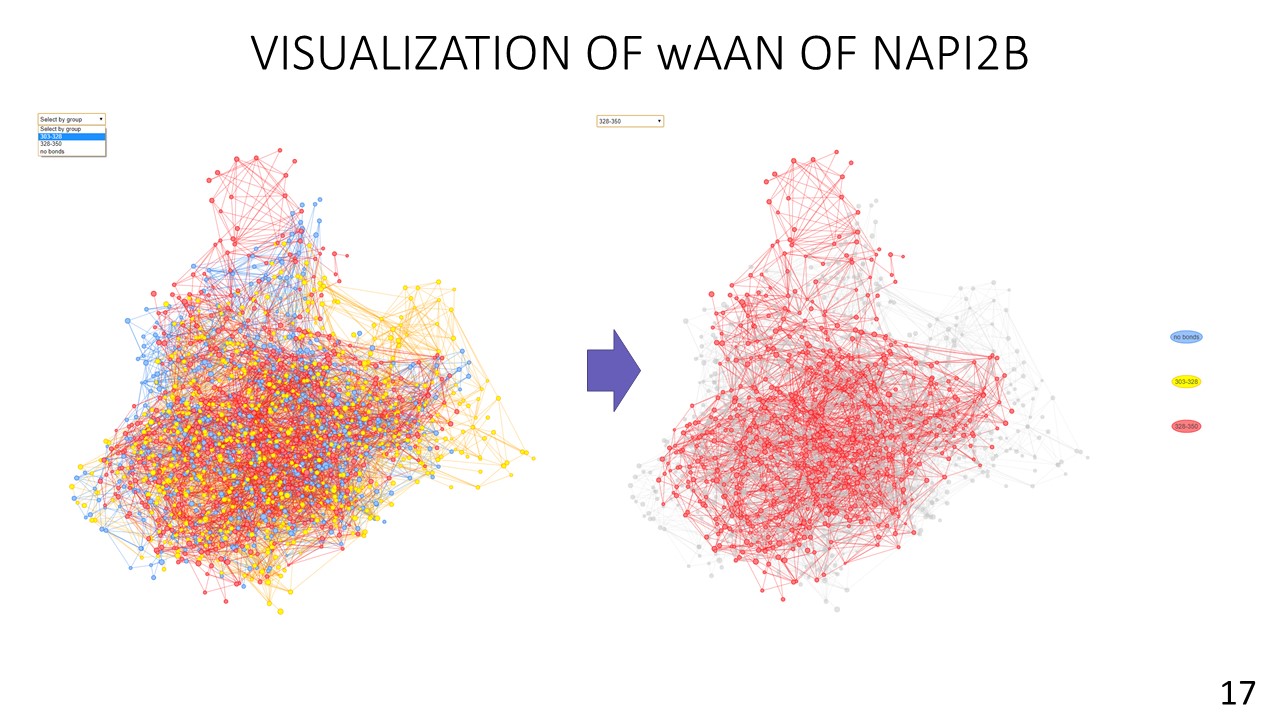 VISUALIZATION OF wAAN OF NAPI2B
Select by group
Select by group
303-328
328-350
no bonds
328-350
no bonds
303-328
328-350
17